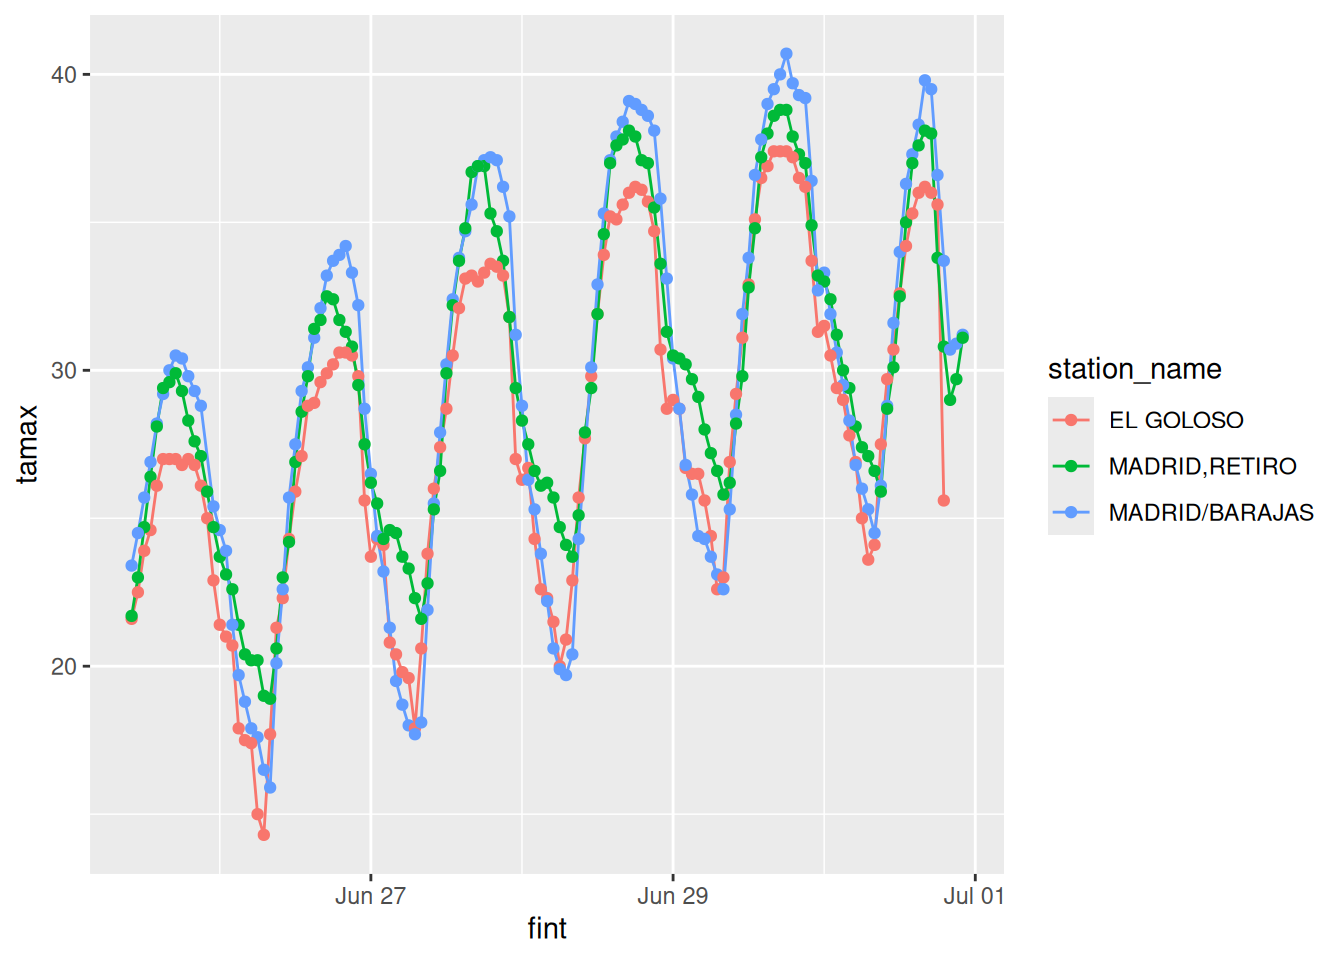 40
30
20
tamax
Jun 27
Jun 29
Jul 01
fint
station_name
EL GOLOSO
MADRID,RETIRO
MADRID/BARAJAS